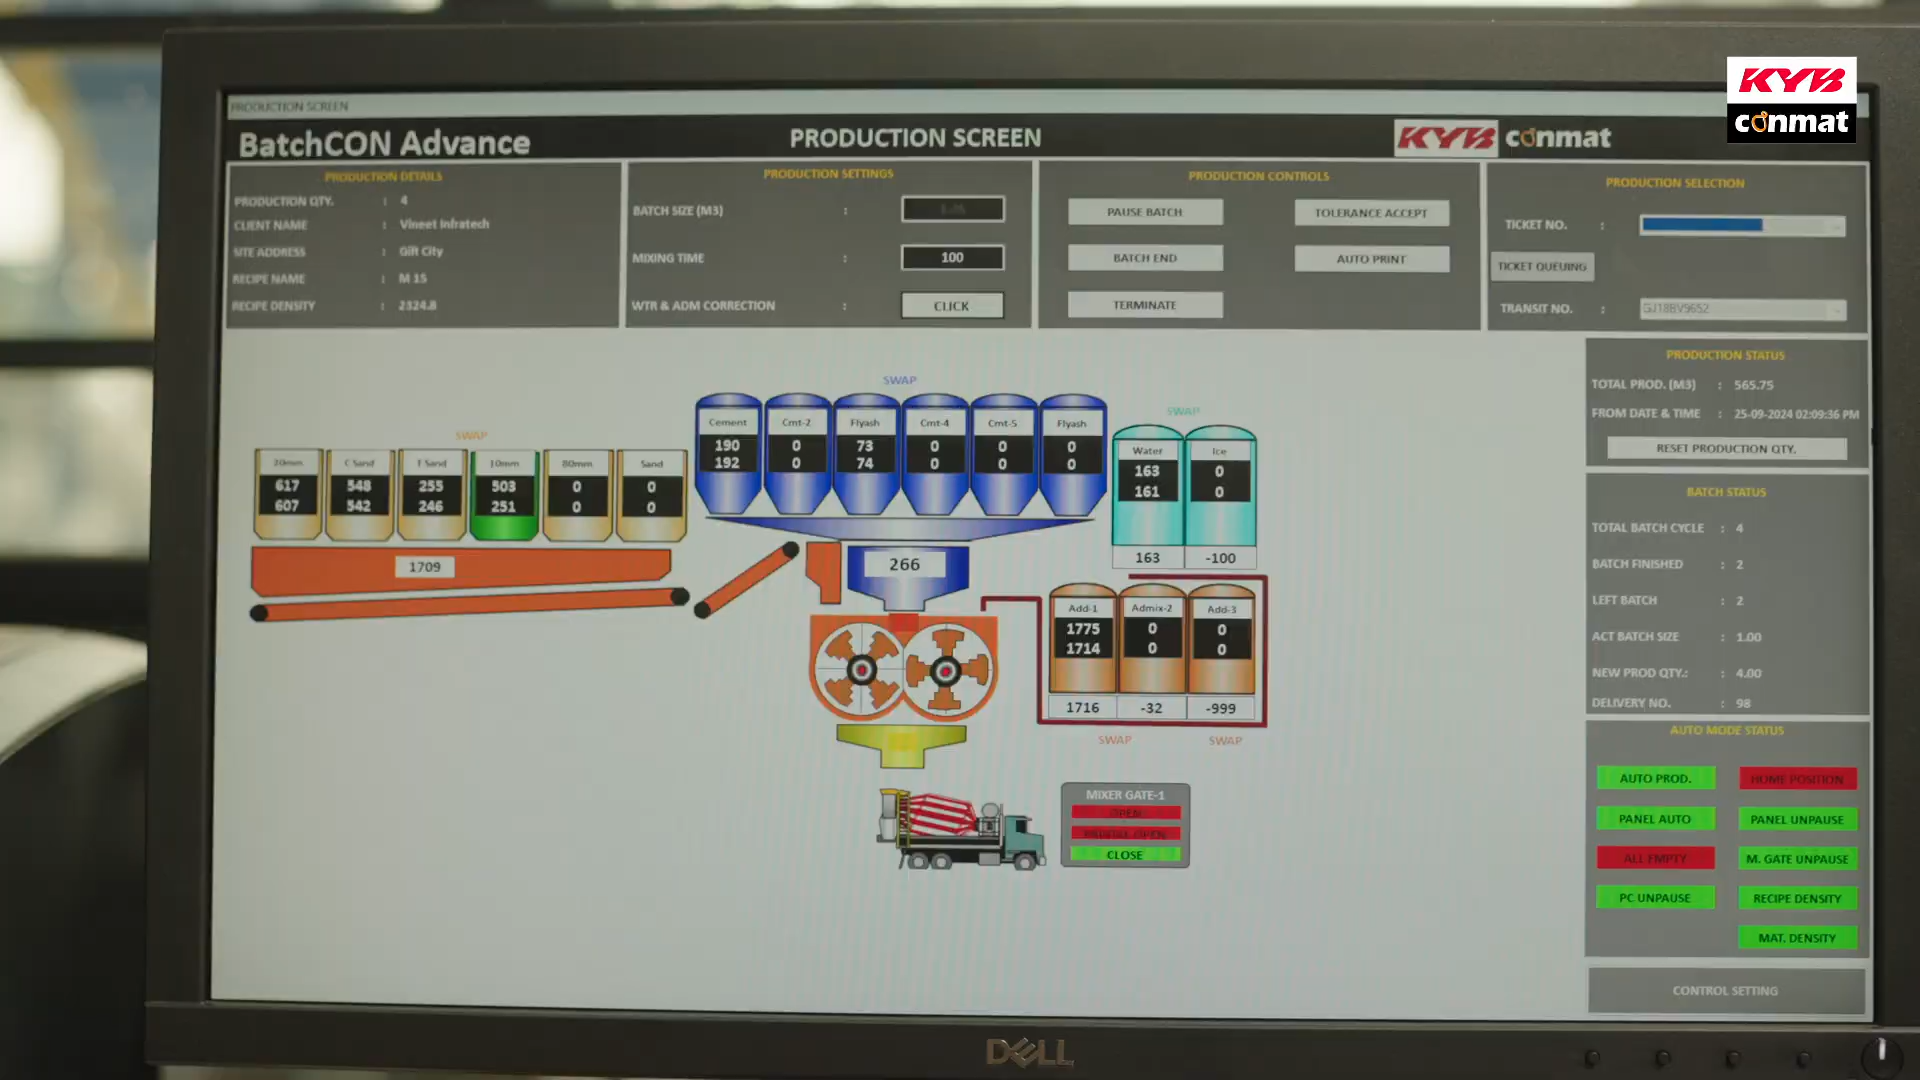 KYB
conmat
PRODUCTION SCREEN
BatchCON Advance
PRODUCTION SCREEN
KYB conmat
PRODUCTION DETAILS
PRODUCTION QTY. : 4
CLIENT NAME : Vineet Infratech
SITE ADDRESS : Gift City
RECIPE NAME : M 15
RECIPE DENSITY : 2324.8
PRODUCTION SETTINGS
BATCH SIZE (M3) :
MIXING TIME : 100
WTR & ADM CORRECTION : CLICK
PRODUCTION CONTROLS
PAUSE BATCH TOLERANCE ACCEPT
BATCH END AUTO PRINT
TERMINATE
PRODUCTION SELECTION
TICKET NO. :
TICKET QUEUING
TRANSIT NO. : GJ18BV9652
SWAP
20mm C Sand F Sand 10mm 80mm Sand
617 548 255 503 0 0
607 542 246 251 0 0
1709
SWAP
Cement Cmt-2 Flyash Cmt-4 Cmt-5 Flyash
190 0 73 0 0 0
192 0 74 0 0 0
266
SWAP
Water Ice
163 0
161 0
163 -100
Add-1 Admix-2 Add-3
1775 0 0
1714 0 0
1716 -32 -999
SWAP SWAP
MIXER GATE-1
OPEN
PARTIAL OPEN
CLOSE
PRODUCTION STATUS
TOTAL PROD. (M3) : 565.75
FROM DATE & TIME : 25-09-2024 02:09:36 PM
RESET PRODUCTION QTY.
BATCH STATUS
TOTAL BATCH CYCLE : 4
BATCH FINISHED : 2
LEFT BATCH : 2
ACT BATCH SIZE : 1.00
NEW PROD QTY.: : 4.00
DELIVERY NO. : 98
AUTO MODE STATUS
AUTO PROD. HOME POSITION
PANEL AUTO PANEL UNPAUSE
ALL EMPTY M. GATE UNPAUSE
PC UNPAUSE RECIPE DENSITY
MAT. DENSITY
CONTROL SETTING
DELL